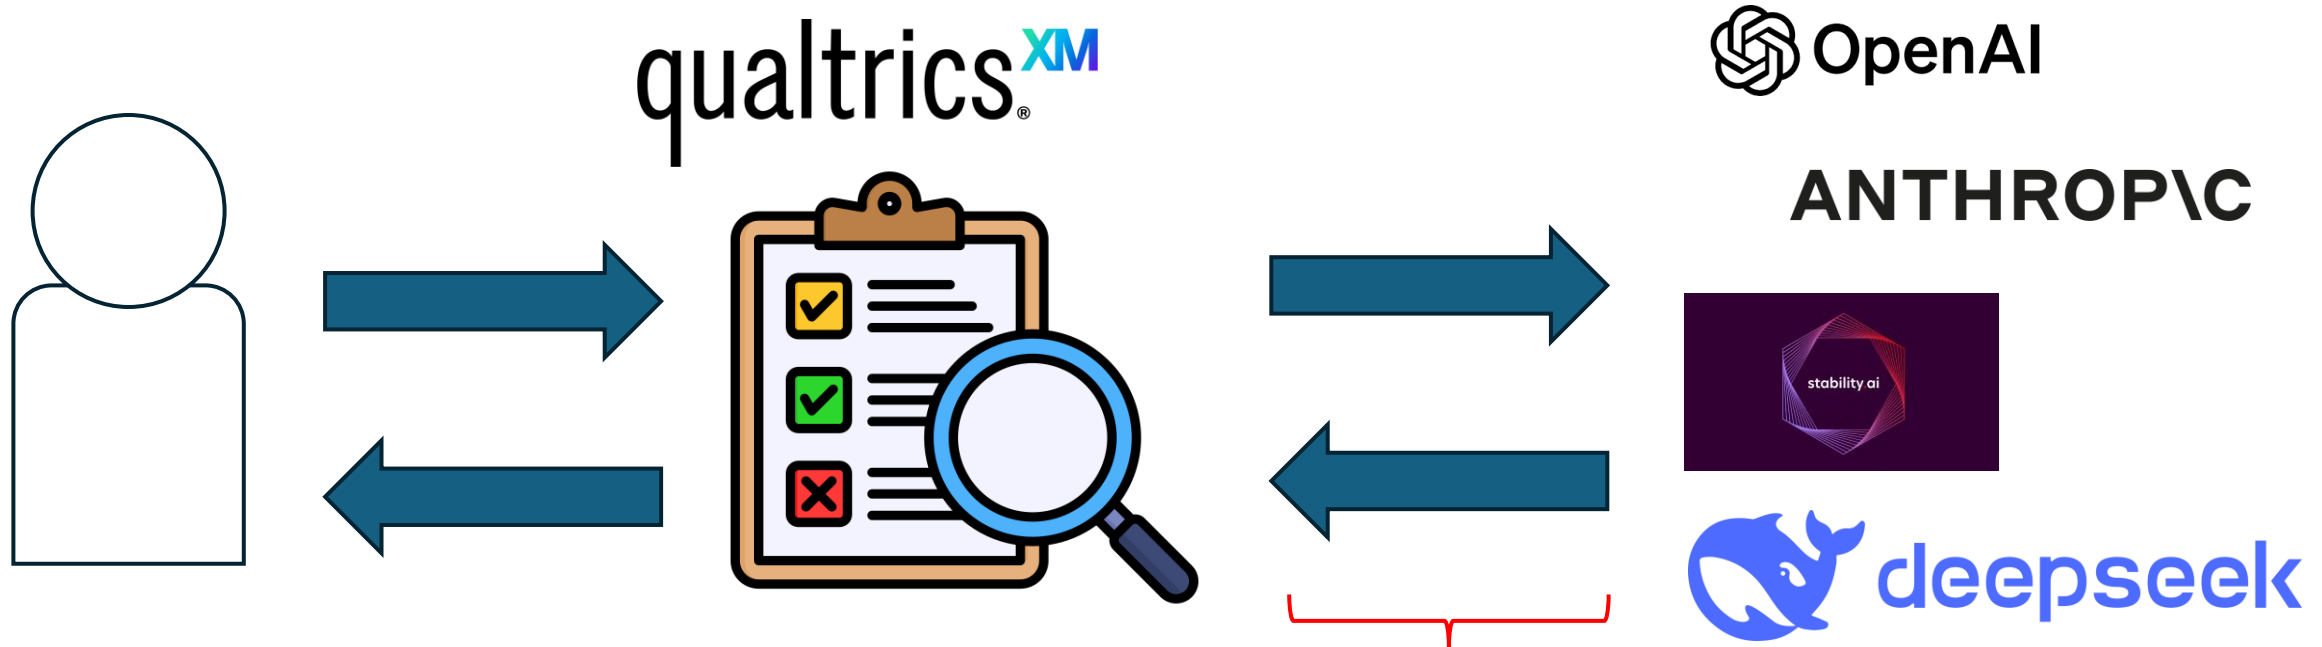 qualtrics XM ®
OpenAI
ANTHROP\C
stability.ai
deepseek